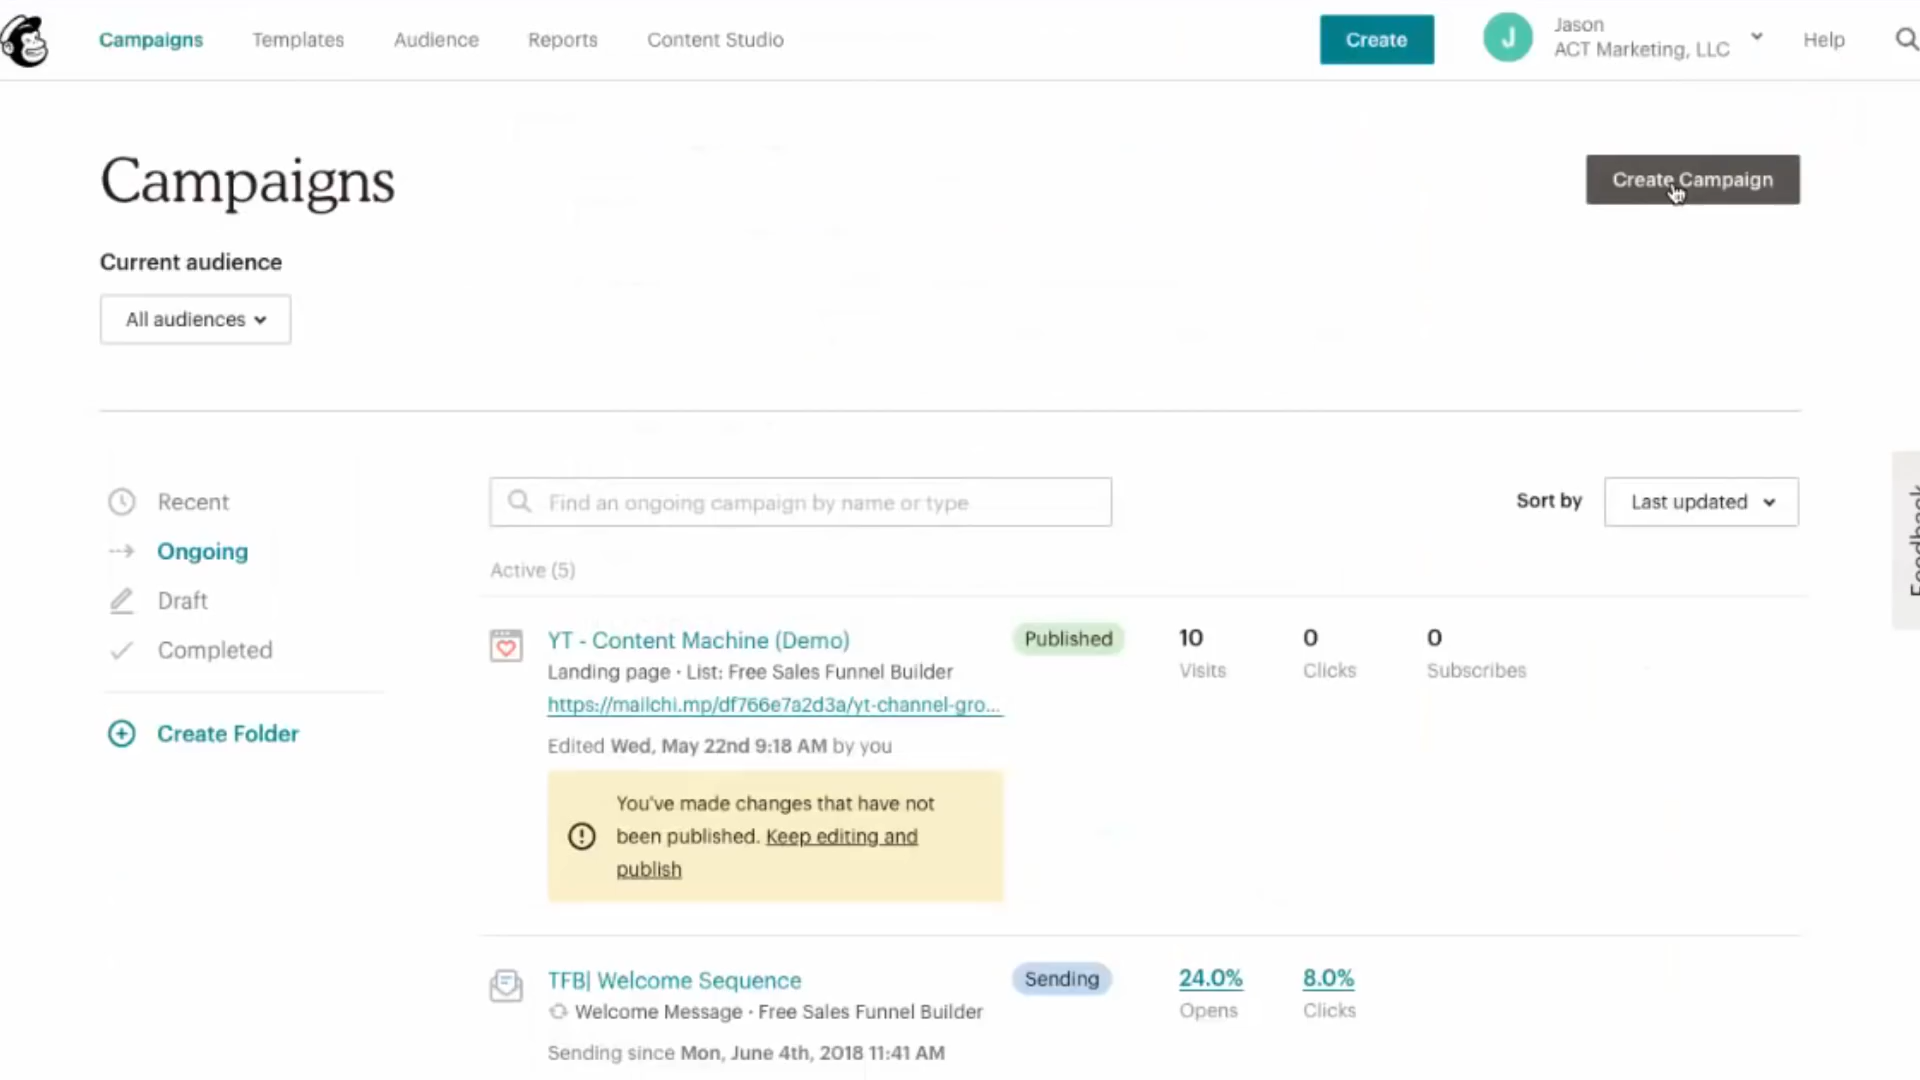 Campaigns Templates Audience Reports Content Studio Create J Jason Help
ACT Marketing, LLC
Campaigns
Create Campaign
Current audience
All audiences
Recent
Ongoing
Draft
Completed
Create Folder
Find an ongoing campaign by name or type
Sort by Last updated
Active (5)
YT - Content Machine (Demo) Published 10 0 0
Landing page · List: Free Sales Funnel Builder Visits Clicks Subscribes
https://mailchi.mp/df766e7a2d3a/yt-channel-gro...
Edited Wed, May 22nd 9:18 AM by you
You've made changes that have not
been published. Keep editing and
publish
TFB| Welcome Sequence Sending 24.0% 8.0%
Welcome Message · Free Sales Funnel Builder Opens Clicks
Sending since Mon, June 4th, 2018 11:41 AM
Feedback